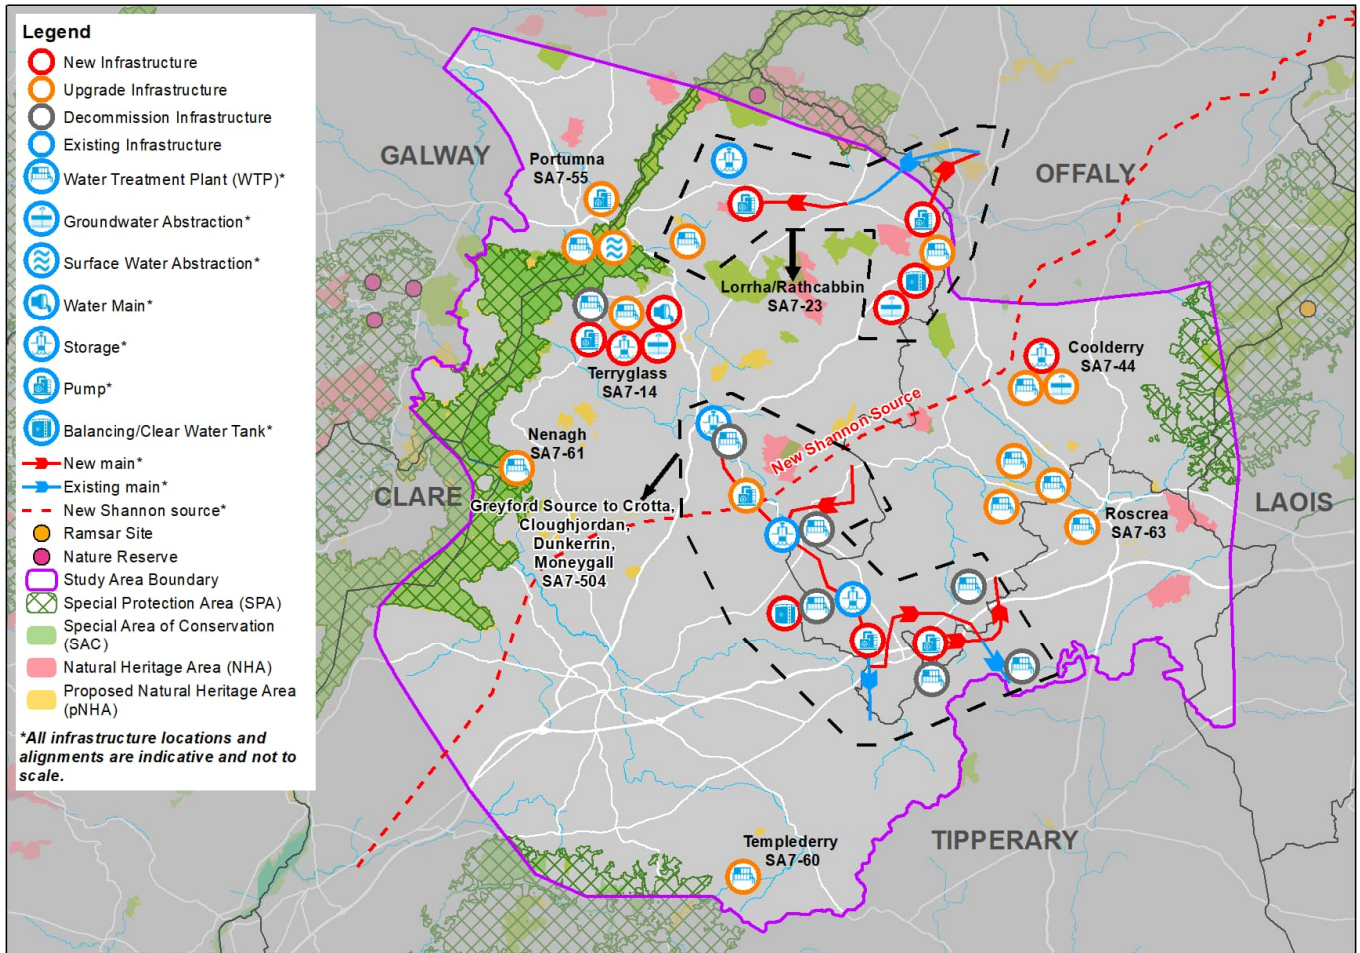 Legend
New Infrastructure
Upgrade Infrastructure
Decommission Infrastructure
Existing Infrastructure
Water Treatment Plant (WTP)*
Groundwater Abstraction*
Surface Water Abstraction*
Water Main*
Storage*
Pump*
Balancing/Clear Water Tank*
New main*
Existing main*
New Shannon source*
Ramsar Site
Nature Reserve
Study Area Boundary
Special Protection Area (SPA)
Special Area of Conservation
(SAC)
Natural Heritage Area (NHA)
Proposed Natural Heritage Area
(pNHA)
*All infrastructure locations and
alignments are indicative and not to
scale.
GALWAY
Portumna
SA7-55
OFFALY
Lorrha/Rathcabbin
SA7-23
Terryglass
SA7-14
Coolderry
SA7-44
New Shannon Source
Nenagh
SA7-61
CLARE
Greyford Source to Crotta,
Cloughjordan,
Dunkerrin,
Moneygall
SA7-504
Roscrea
SA7-63
LAOIS
Templederry
SA7-60
TIPPERARY